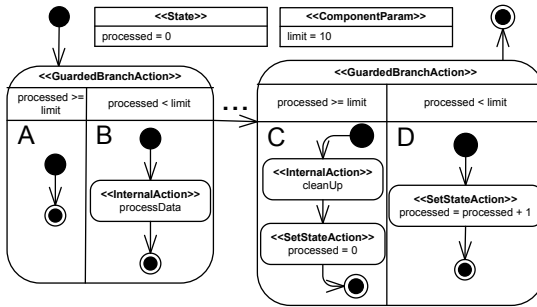 <<State>>
processed = 0
<<ComponentParam>>
limit = 10
<<GuardedBranchAction>>
processed >=
limit
processed < limit
A
B
<<InternalAction>>
processData
...
<<GuardedBranchAction>>
processed >= limit
processed < limit
C
D
<<InternalAction>>
cleanUp
<<SetStateAction>>
processed = 0
<<SetStateAction>>
processed = processed + 1